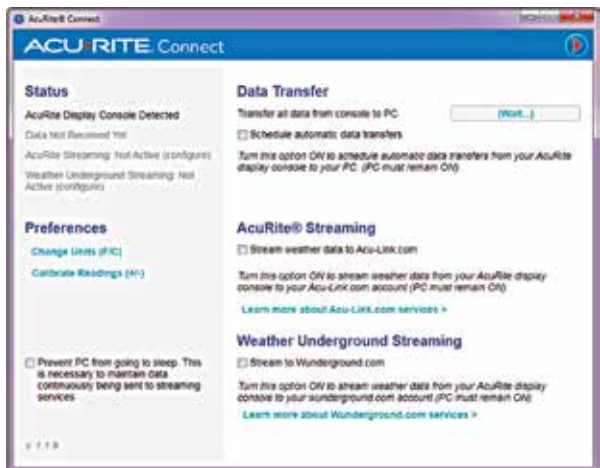 AcuRite® Connect
ACU RITE Connect
Status
AcuRite Display Console Detected
Data Not Received Yet
AcuRite Streaming: Not Active (configure)
Weather Underground Streaming: Not
Active (configure)
Preferences
Change Units (F/C)
Calibrate Readings (+/-)
Prevent PC from going to sleep. This
is necessary to maintain data
continuously being sent to streaming
services
Data Transfer
Transfer all data from console to PC
(Wait...)
Schedule automatic data transfers
Turn this option ON to schedule automatic data transfers from your AcuRite
display console to your PC. (PC must remain ON)
AcuRite® Streaming
Stream weather data to Acu-Link.com
Turn this option ON to stream weather data from your AcuRite display
console to your Acu-Link.com account (PC must remain ON)
Learn more about Acu-Link.com services >
Weather Underground Streaming
Stream to Wunderground.com
Turn this option ON to stream weather data from your AcuRite display
console to your wunderground.com account (PC must remain ON)
Learn more about Wunderground.com services >